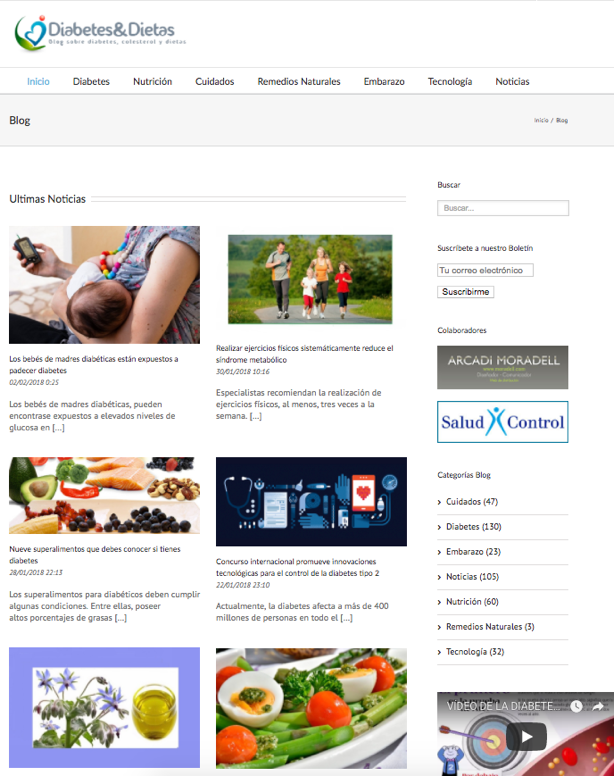 Diabetes&Dietas
Blog sobre diabetes, colesterol y dietas
Inicio
Diabetes
Nutrición
Cuidados
Remedios Naturales
Embarazo
Tecnología
Noticias
Blog
Inicio / Blog
Ultimas Noticias
Los bebés de madres diabéticas están expuestos a
padecer diabetes
02/02/2018 0:25
Los bebés de madres diabéticas, pueden
encontrase expuestos a elevados niveles de
glucosa en [...]
Realizar ejercicios físicos sistemáticamente reduce el
síndrome metabólico
30/01/2018 10:16
Especialistas recomiendan la realización de
ejercicios físicos, al menos, tres veces a la
semana. [...]
Nueve superalimentos que debes conocer si tienes
diabetes
28/01/2018 22:13
Los superalimentos para diabéticos deben cumplir
algunas condiciones. Entre ellas, poseer
altos porcentajes de grasas [...]
Concurso internacional promueve innovaciones
tecnológicas para el control de la diabetes tipo 2
22/01/2018 23:10
Actualmente, la diabetes afecta a más de 400
millones de personas en todo el [...]
Buscar
Buscar...
Suscríbete a nuestro Boletín
Tu correo electrónico
Suscribirme
Colaboradores
ARCADI MORADELL
Salud Control
Categorías Blog
Cuidados (47)
Diabetes (130)
Embarazo (23)
Noticias (105)
Nutrición (60)
Remedios Naturales (3)
Tecnología (32)
VÍDEO DE LA DIABETE...